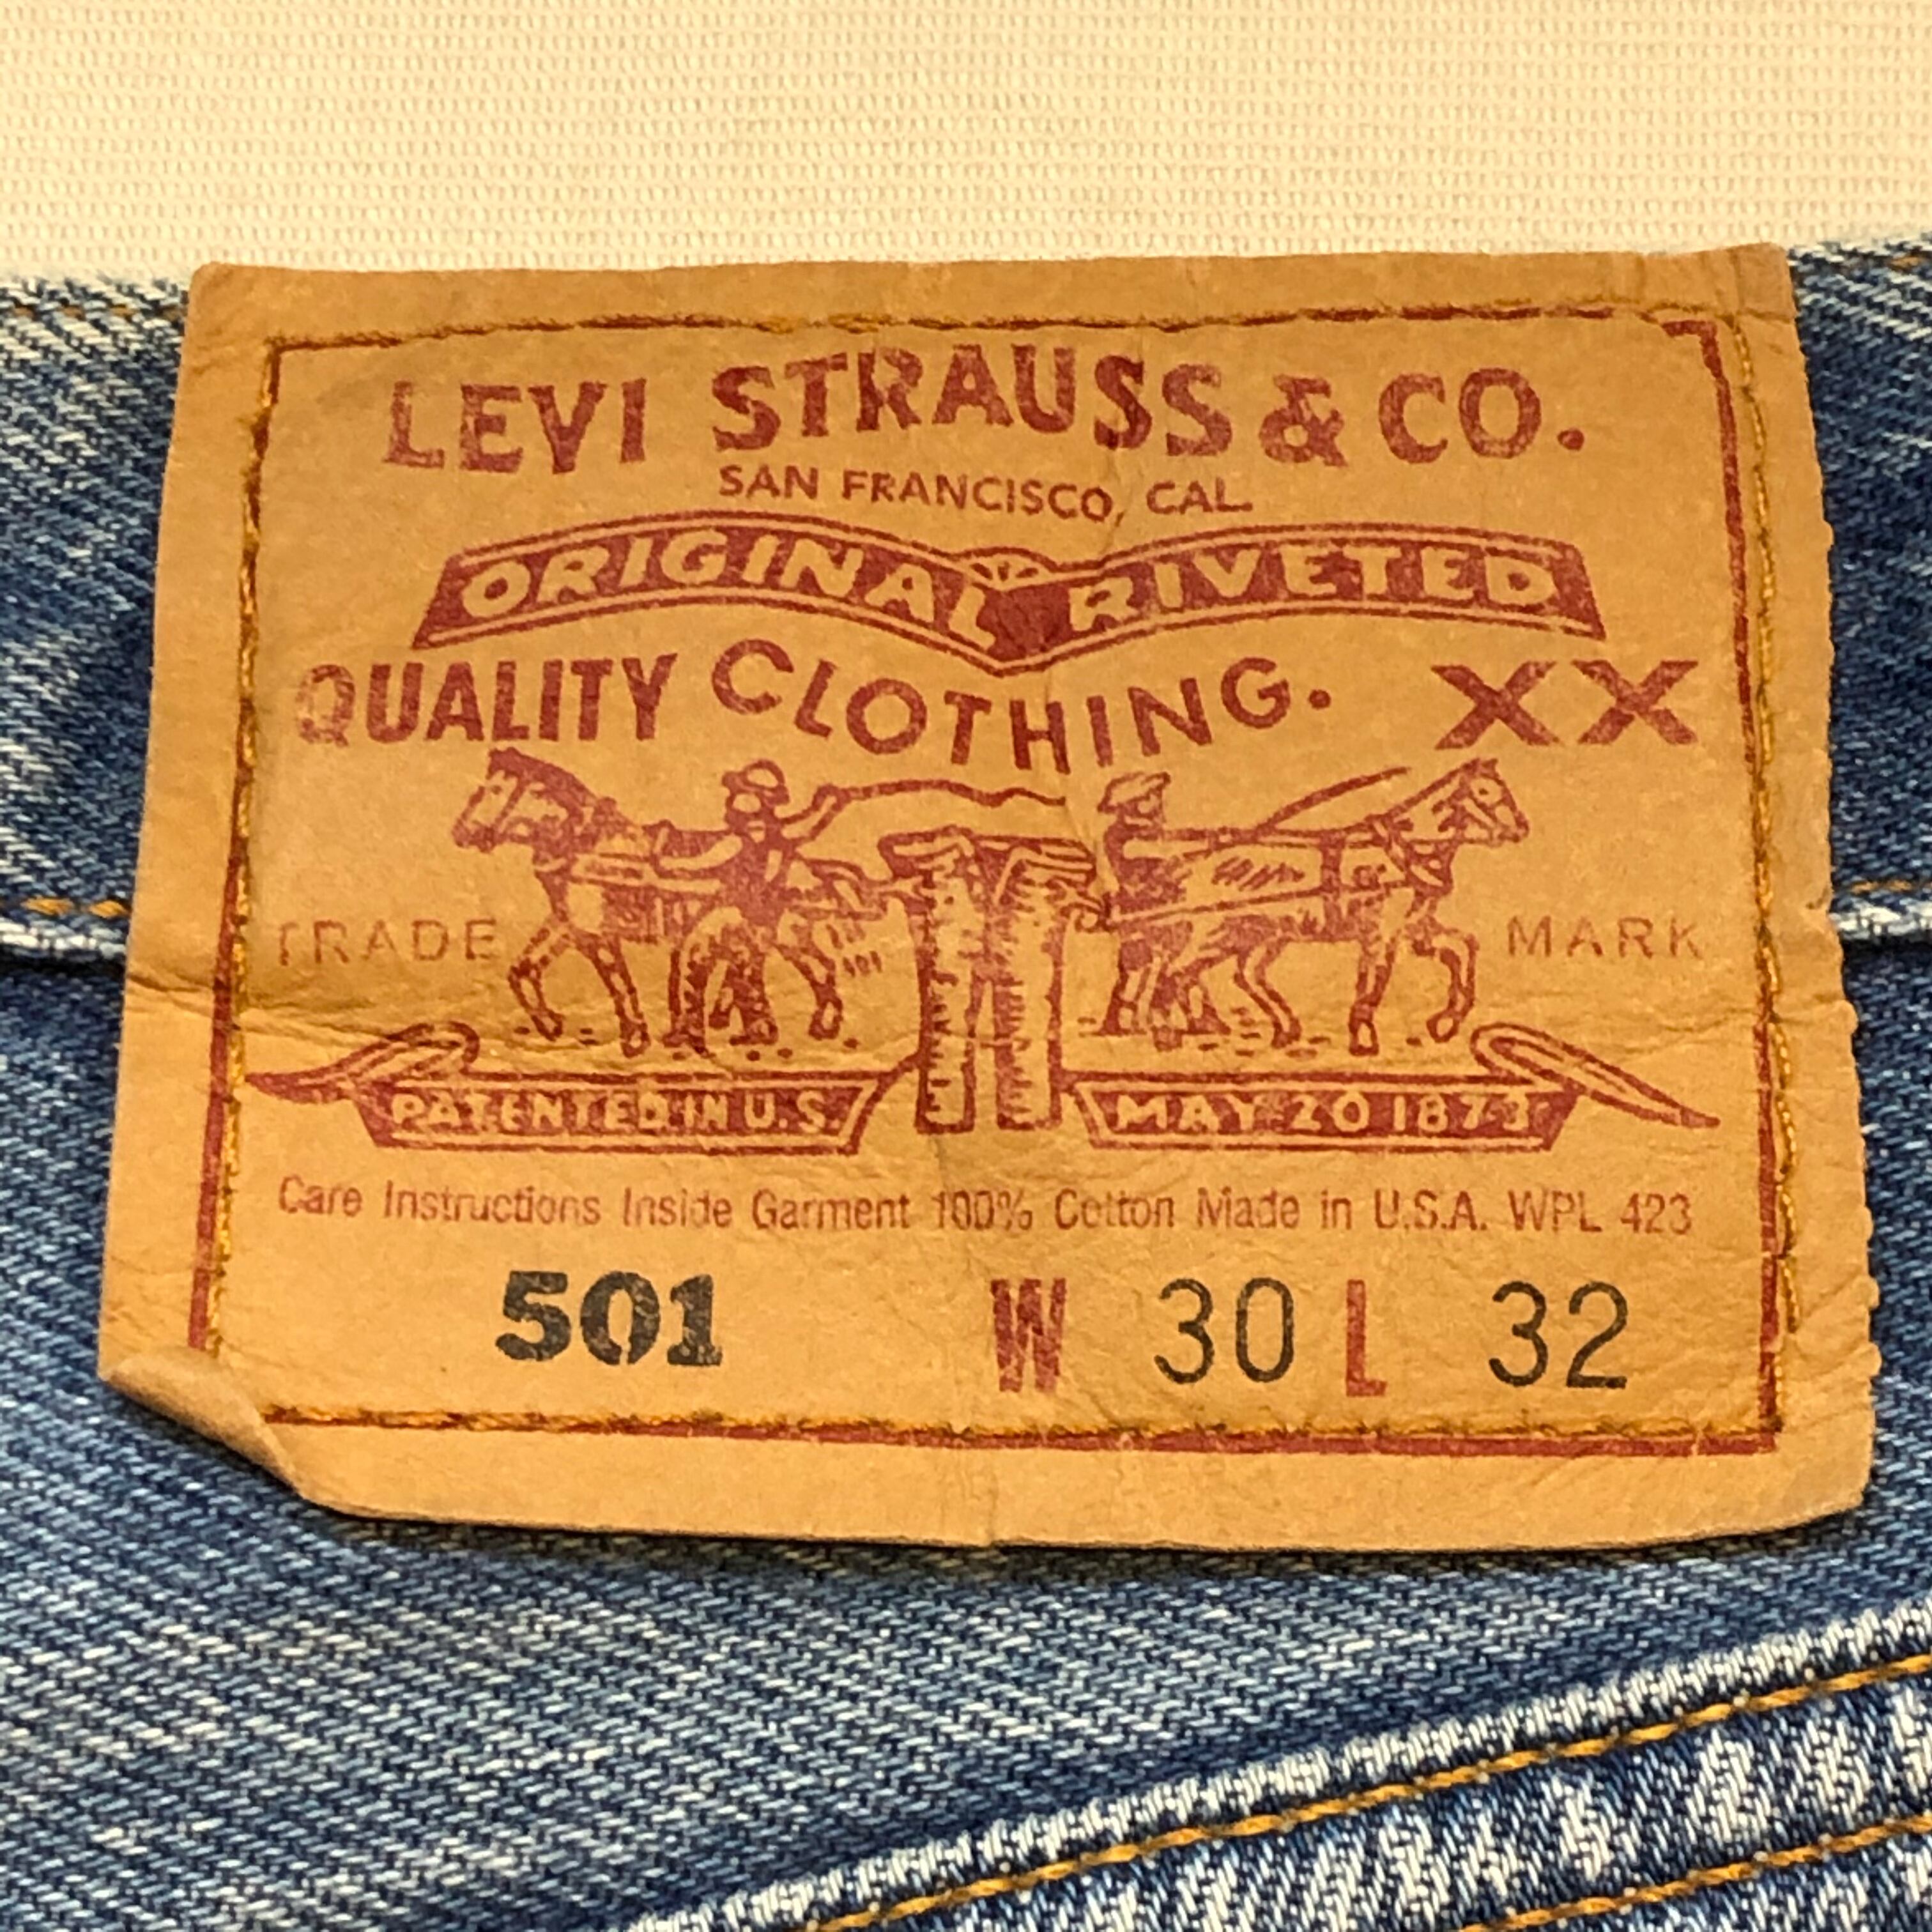 LEVI STRAUSS & CO.
SAN FRANCISCO, CAL.
ORIGINAL RIVETED
QUALITY CLOTHING. XX
TRADE MARK
PATENTED IN U.S. MAY 20 1873
Care Instructions Inside Garment 100% Cotton Made in U.S.A. WPL 423
501 W 30 L 32